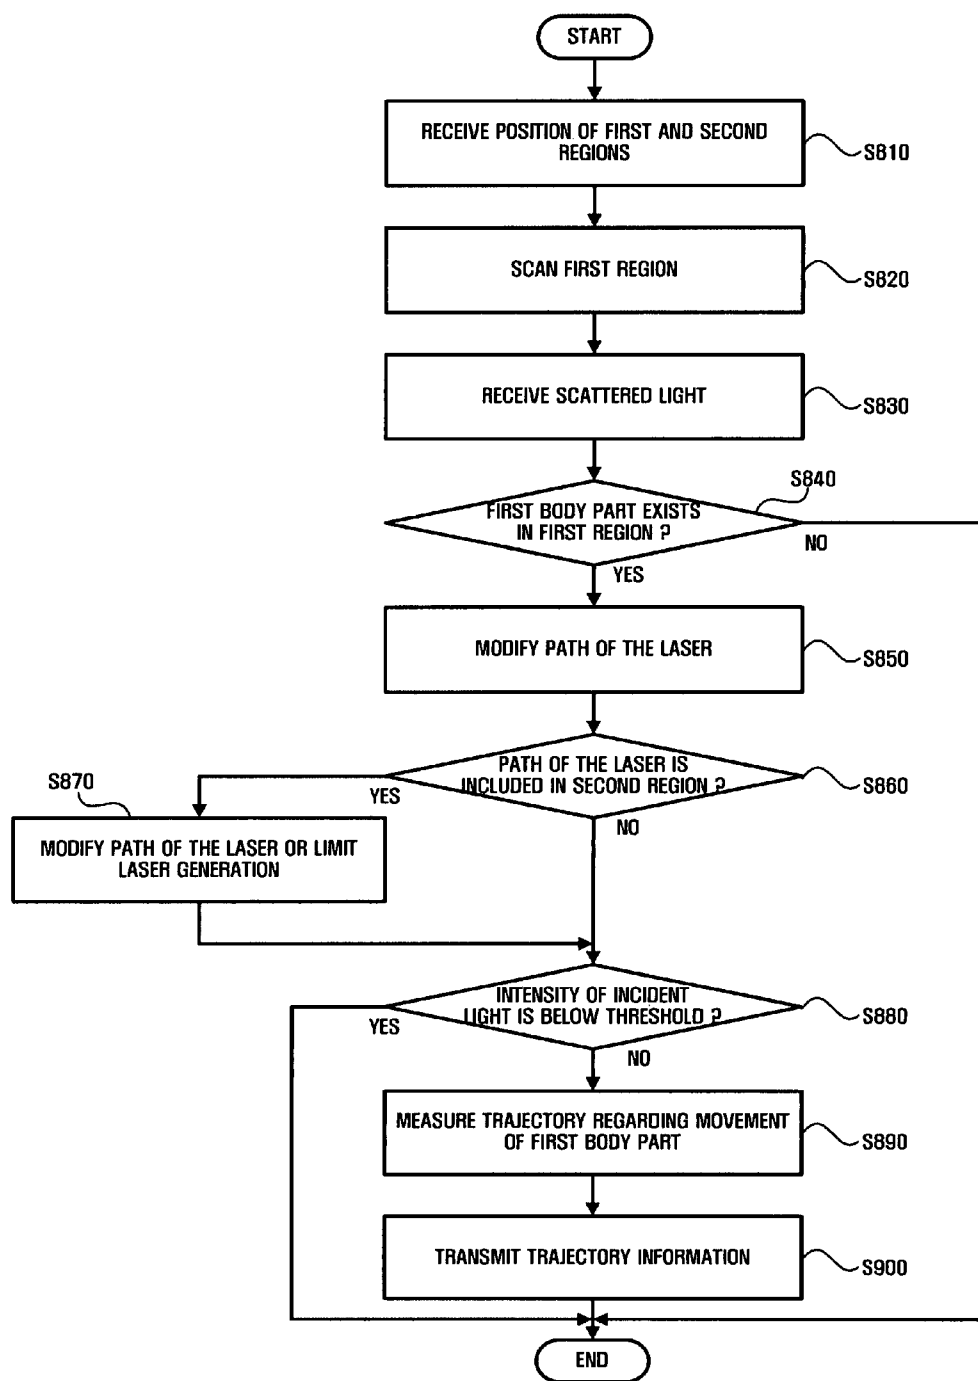 START
RECEIVE POSITION OF FIRST AND SECOND
REGIONS
S810
SCAN FIRST REGION
S820
RECEIVE SCATTERED LIGHT
S830
S840
FIRST BODY PART EXISTS
IN FIRST REGION ?
NO
YES
MODIFY PATH OF THE LASER
S850
PATH OF THE LASER IS
INCLUDED IN SECOND REGION ?
S860
YES
NO
S870
MODIFY PATH OF THE LASER OR LIMIT
LASER GENERATION
INTENSITY OF INCIDENT
LIGHT IS BELOW THRESHOLD ?
S880
YES
NO
MEASURE TRAJECTORY REGARDING MOVEMENT
OF FIRST BODY PART
S890
TRANSMIT TRAJECTORY INFORMATION
S900
END